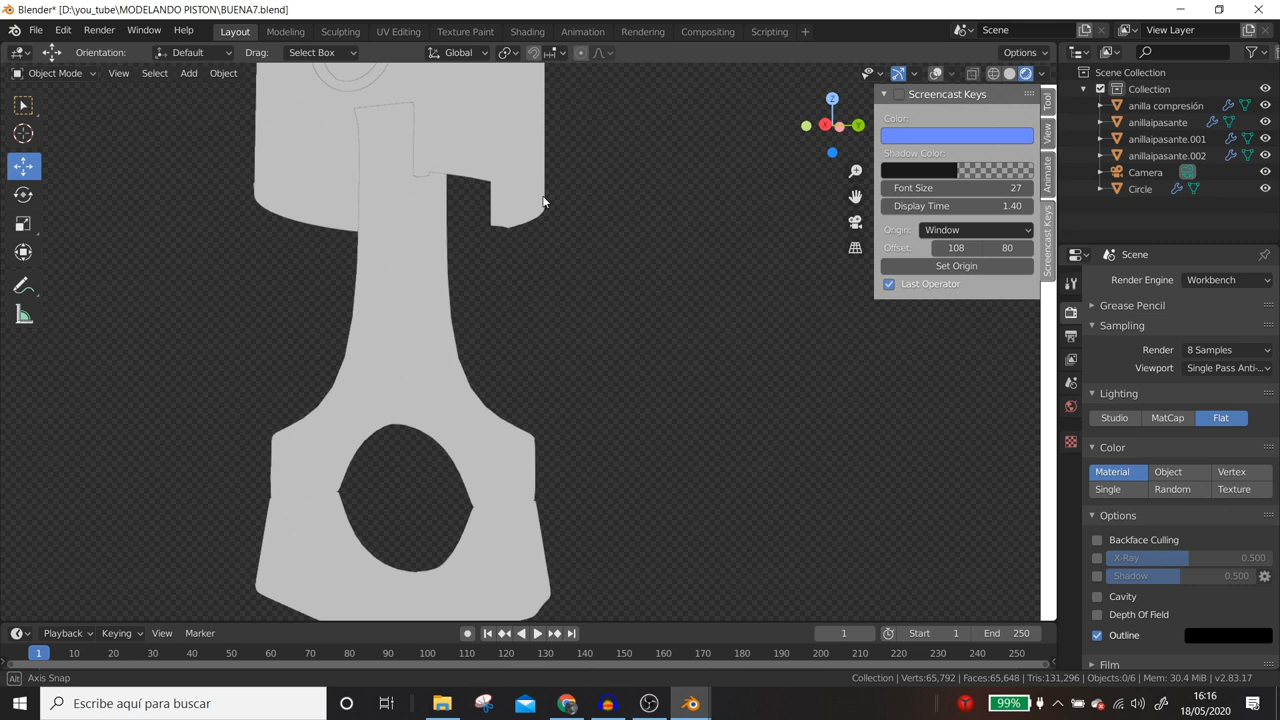 Blender* [D:\you_tube\MODELANDO PISTON\BUENA7.blend]
File Edit Render Window Help Layout Modeling Sculpting UV Editing Texture Paint Shading Animation Rendering Compositing Scripting + Scene View Layer
Orientation: Default Drag: Select Box Global Options
Object Mode View Select Add Object
Scene Collection
Collection
anilla compresión
anillaipasante
anillaipasante.001
anillaipasante.002
Camera
Circle
Z
X
Y
Screencast Keys
Color:
Shadow Color:
Font Size 27
Display Time 1.40
Origin: Window
Offset: 108 80
Set Origin
Last Operator
Tool
View
Animate
Screencast Keys
Scene
Render Engine Workbench
Grease Pencil
Sampling
Render 8 Samples
Viewport Single Pass Anti-...
Lighting
Studio MatCap Flat
Color
Material Object Vertex
Single Random Texture
Options
Backface Culling
X-Ray 0.500
Shadow 0.500
Cavity
Depth Of Field
Outline
Film
Playback Keying View Marker 1 Start 1 End 250
1 10 20 30 40 50 60 70 80 90 100 110 120 130 140 150 160 170 180 190 200 210 220 230 240 250
Alt Axis Snap Collection | Verts:65,792 | Faces:65,648 | Tris:131,296 | Objects:0/6 | Mem: 30.4 MiB | v2.83.17
Escribe aquí para buscar 99% 16:16
18/05/2020